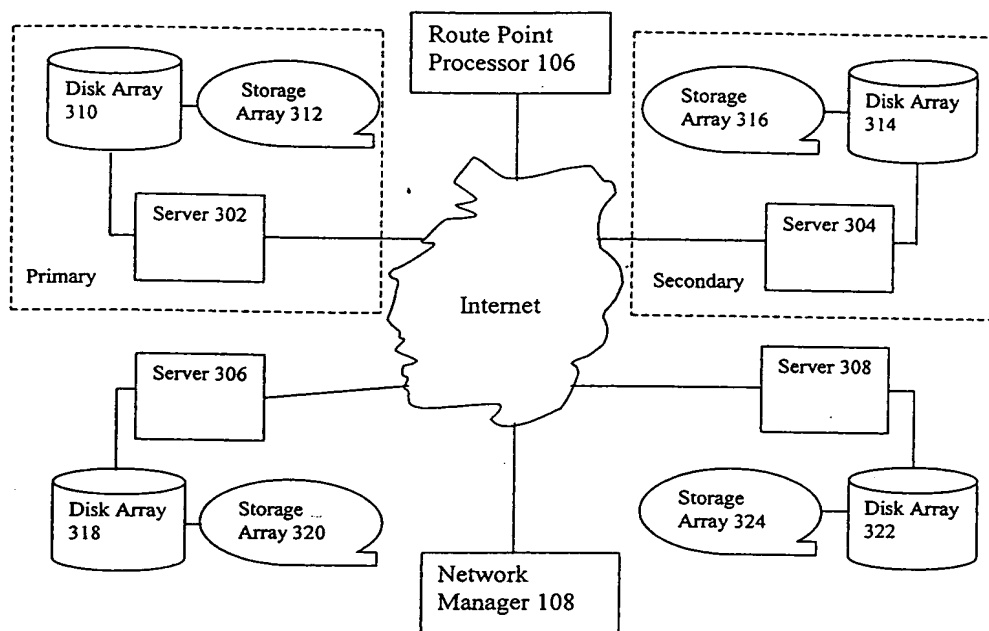 Route Point
Processor 106
Disk Array
310
Storage
Array 312
Storage
Array 316
Disk Array
314
Server 302
Server 304
Primary
Secondary
Internet
Server 306
Server 308
Disk Array
318
Storage
Array 320
Storage
Array 324
Disk Array
322
Network
Manager 108